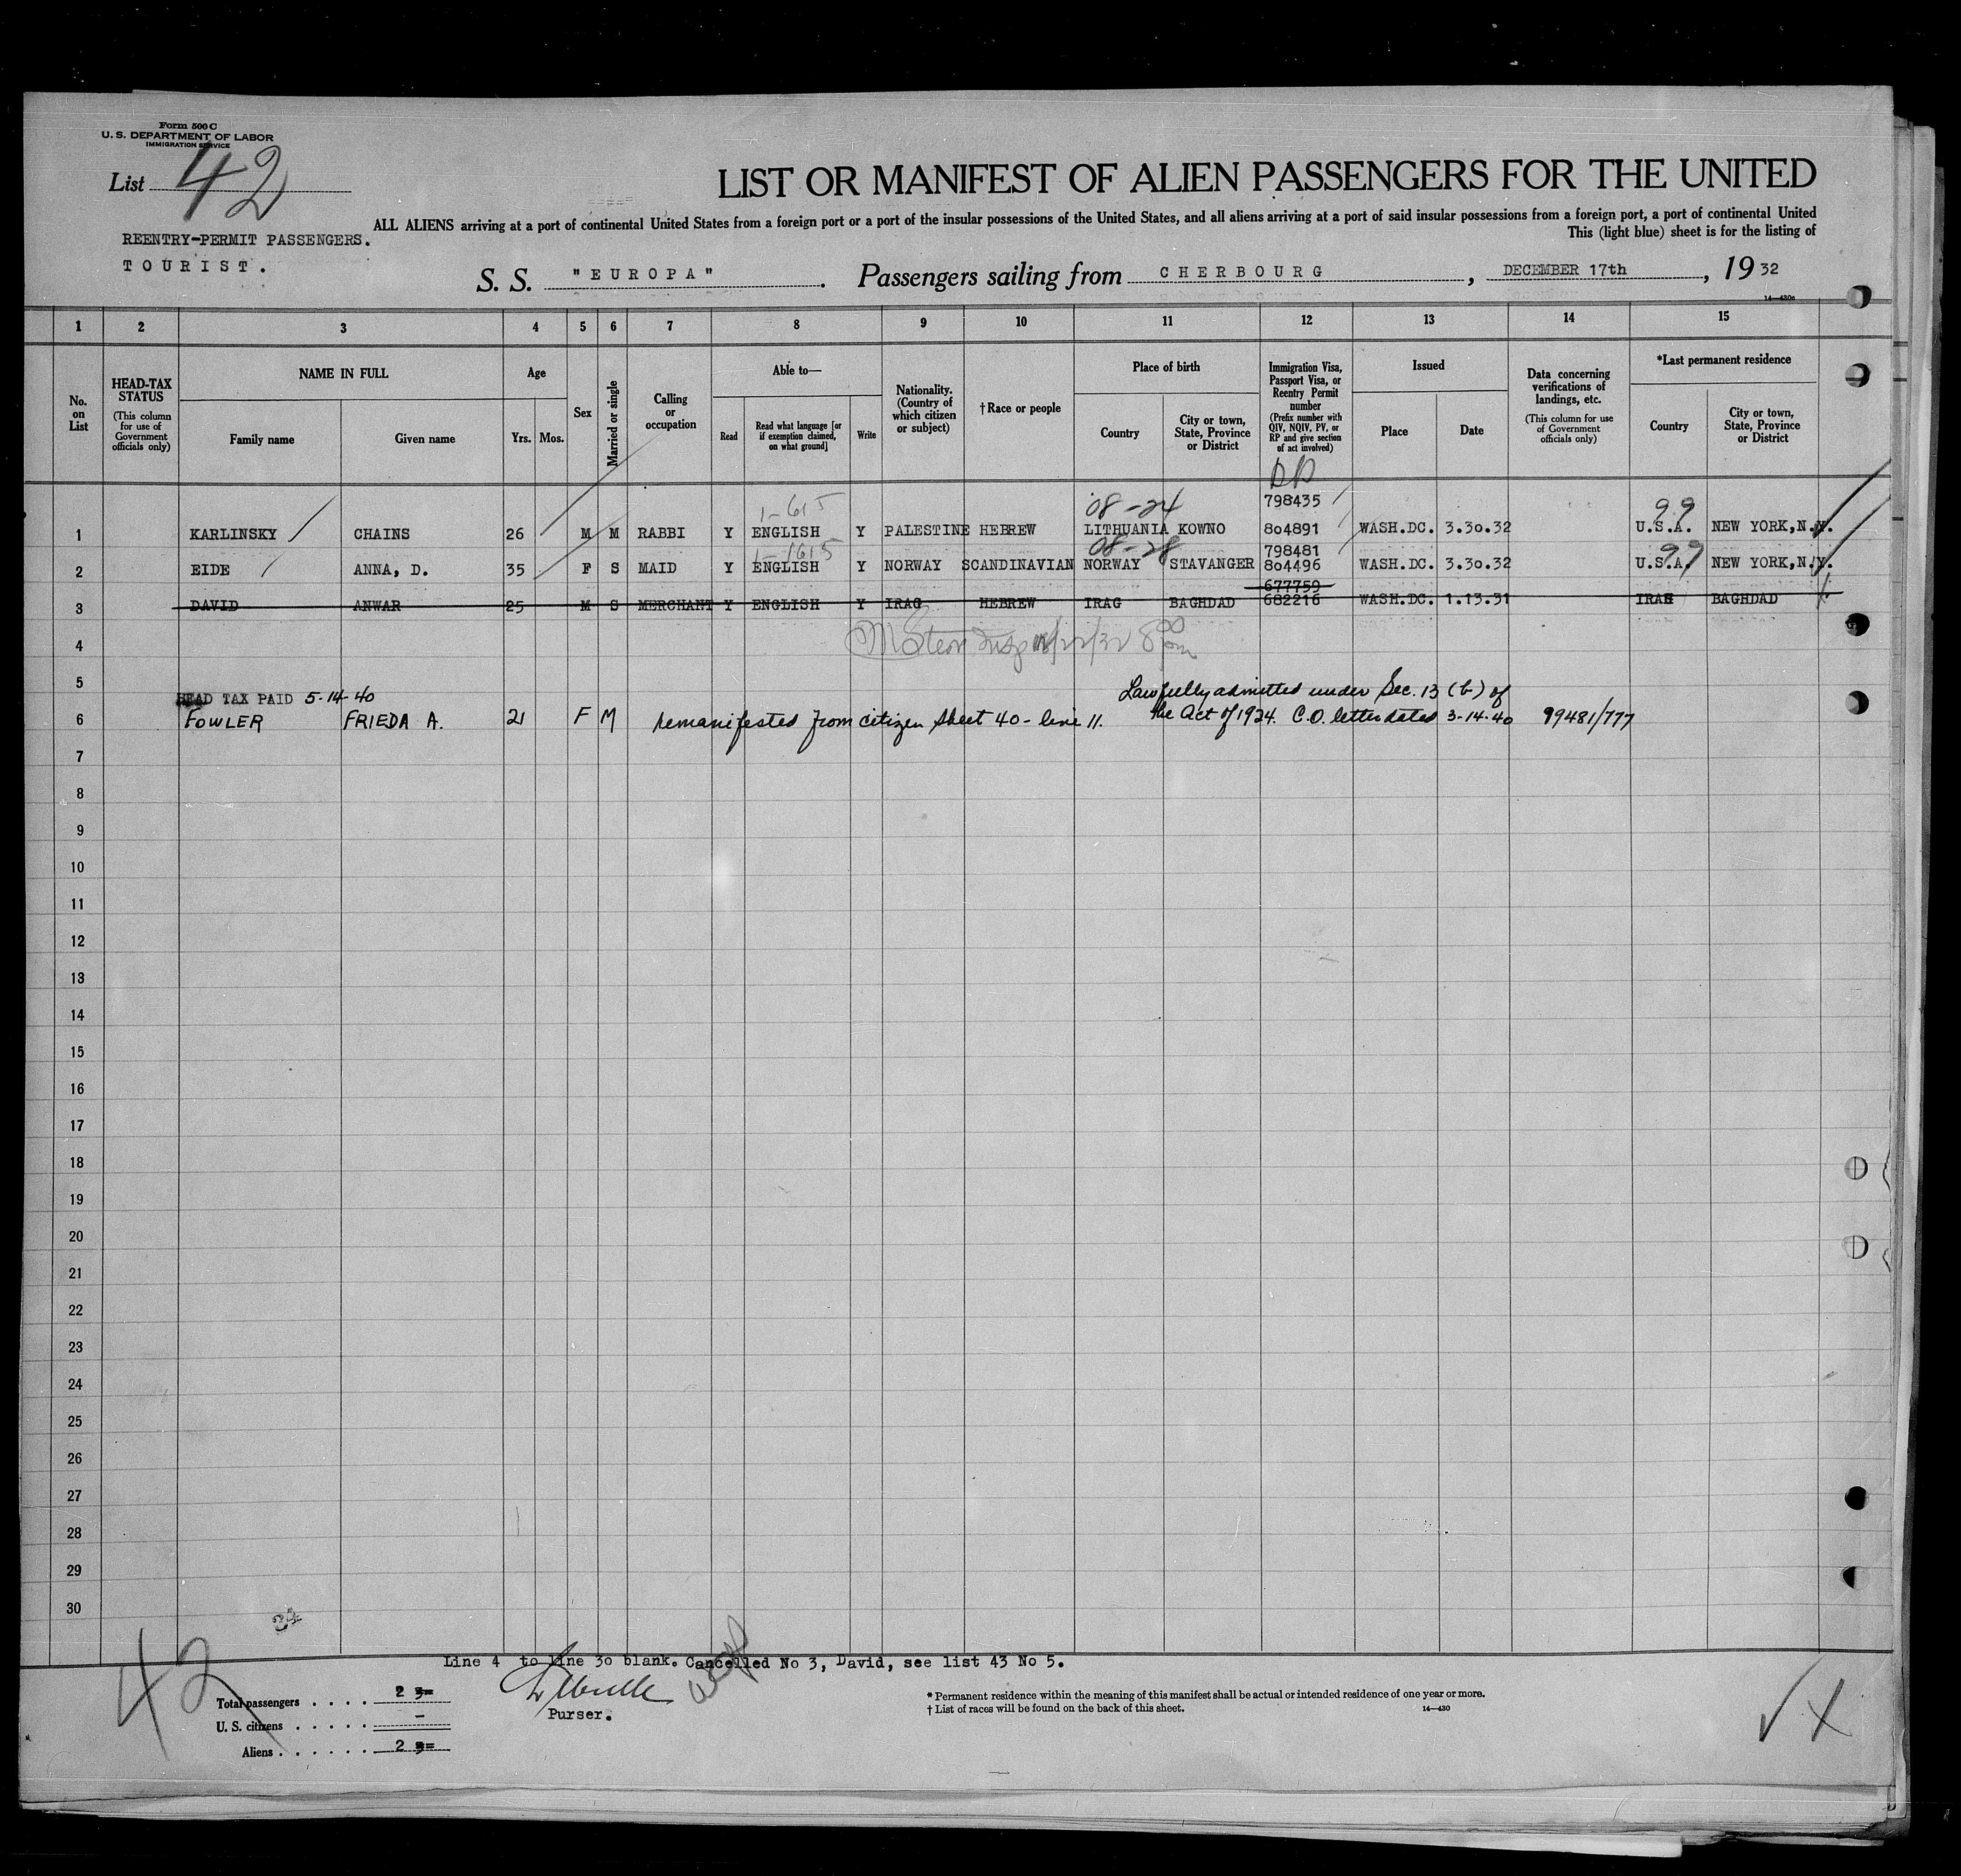 Form 500 C
U. S. DEPARTMENT OF LABOR
IMMIGRATION SERVICE
List 42
LIST OR MANIFEST OF ALIEN PASSENGERS FOR THE UNITED
ALL ALIENS arriving at a port of continental United States from a foreign port or a port of the insular possessions of the United States, and all aliens arriving at a port of said insular possessions from a foreign port, a port of continental United
This (light blue) sheet is for the listing of
REENTRY-PERMIT PASSENGERS.
TOURIST.
S. S. "EUROPA". Passengers sailing from CHERBOURG, DECEMBER 17th, 1932
14—430c
1 2 3 4 5 6 7 8 9 10 11 12 13 14 15
No. on List
HEAD-TAX STATUS
(This column for use of Government officials only)
NAME IN FULL
Family name
Given name
Age
Yrs. Mos.
Sex
Married or single
Calling or occupation
Able to—
Read
Read what language [or if exemption claimed, on what ground]
Write
Nationality. (Country of which citizen or subject)
† Race or people
Place of birth
Country
City or town, State, Province or District
Immigration Visa, Passport Visa, or Reentry Permit number
(Prefix number with QIV, NQIV, PV, or RP and give section of act involved)
Issued
Place
Date
Data concerning verifications of landings, etc.
(This column for use of Government officials only)
*Last permanent residence
Country
City or town, State, Province or District
1-615 08-24 798435 99
1 KARLINSKY CHAINS 26 M M RABBI Y ENGLISH Y PALESTINE HEBREW LITHUANIA KOWNO 804891 WASH.DC. 3.30.32 U.S.A. NEW YORK,N.Y.
1-1615 08-28 798481 99
2 EIDE ANNA, D. 35 F S MAID Y ENGLISH Y NORWAY SCANDINAVIAN NORWAY STAVANGER 804496 WASH.DC. 3.30.32 U.S.A. NEW YORK,N.Y.
677759
3 DAVID ANWAR 25 M S MERCHANT Y ENGLISH Y IRAG HEBREW IRAG BAGHDAD 682216 WASH.DC. 1.13.31 IRAG BAGHDAD
4
5
HEAD TAX PAID 5-14-40 Lawfully admitted under Sec. 13 (b) of
6 FOWLER FRIEDA A. 21 F M Remanifested from citizen sheet 40 - line 11. the Act of 1924. C.O. letter dated 3-14-40 99481/777
7
8
9
10
11
12
13
14
15
16
17
18
19
20
21
22
23
24
25
26
27
28
29
30
34
Line 4 to line 30 blank. Cancelled No 3, David, see list 43 No 5.
42
Total passengers . . . . 2 3=
U. S. citizens . . . . . –
Aliens . . . . . . 2 3=
Purser.
* Permanent residence within the meaning of this manifest shall be actual or intended residence of one year or more.
† List of races will be found on the back of this sheet.
14—430